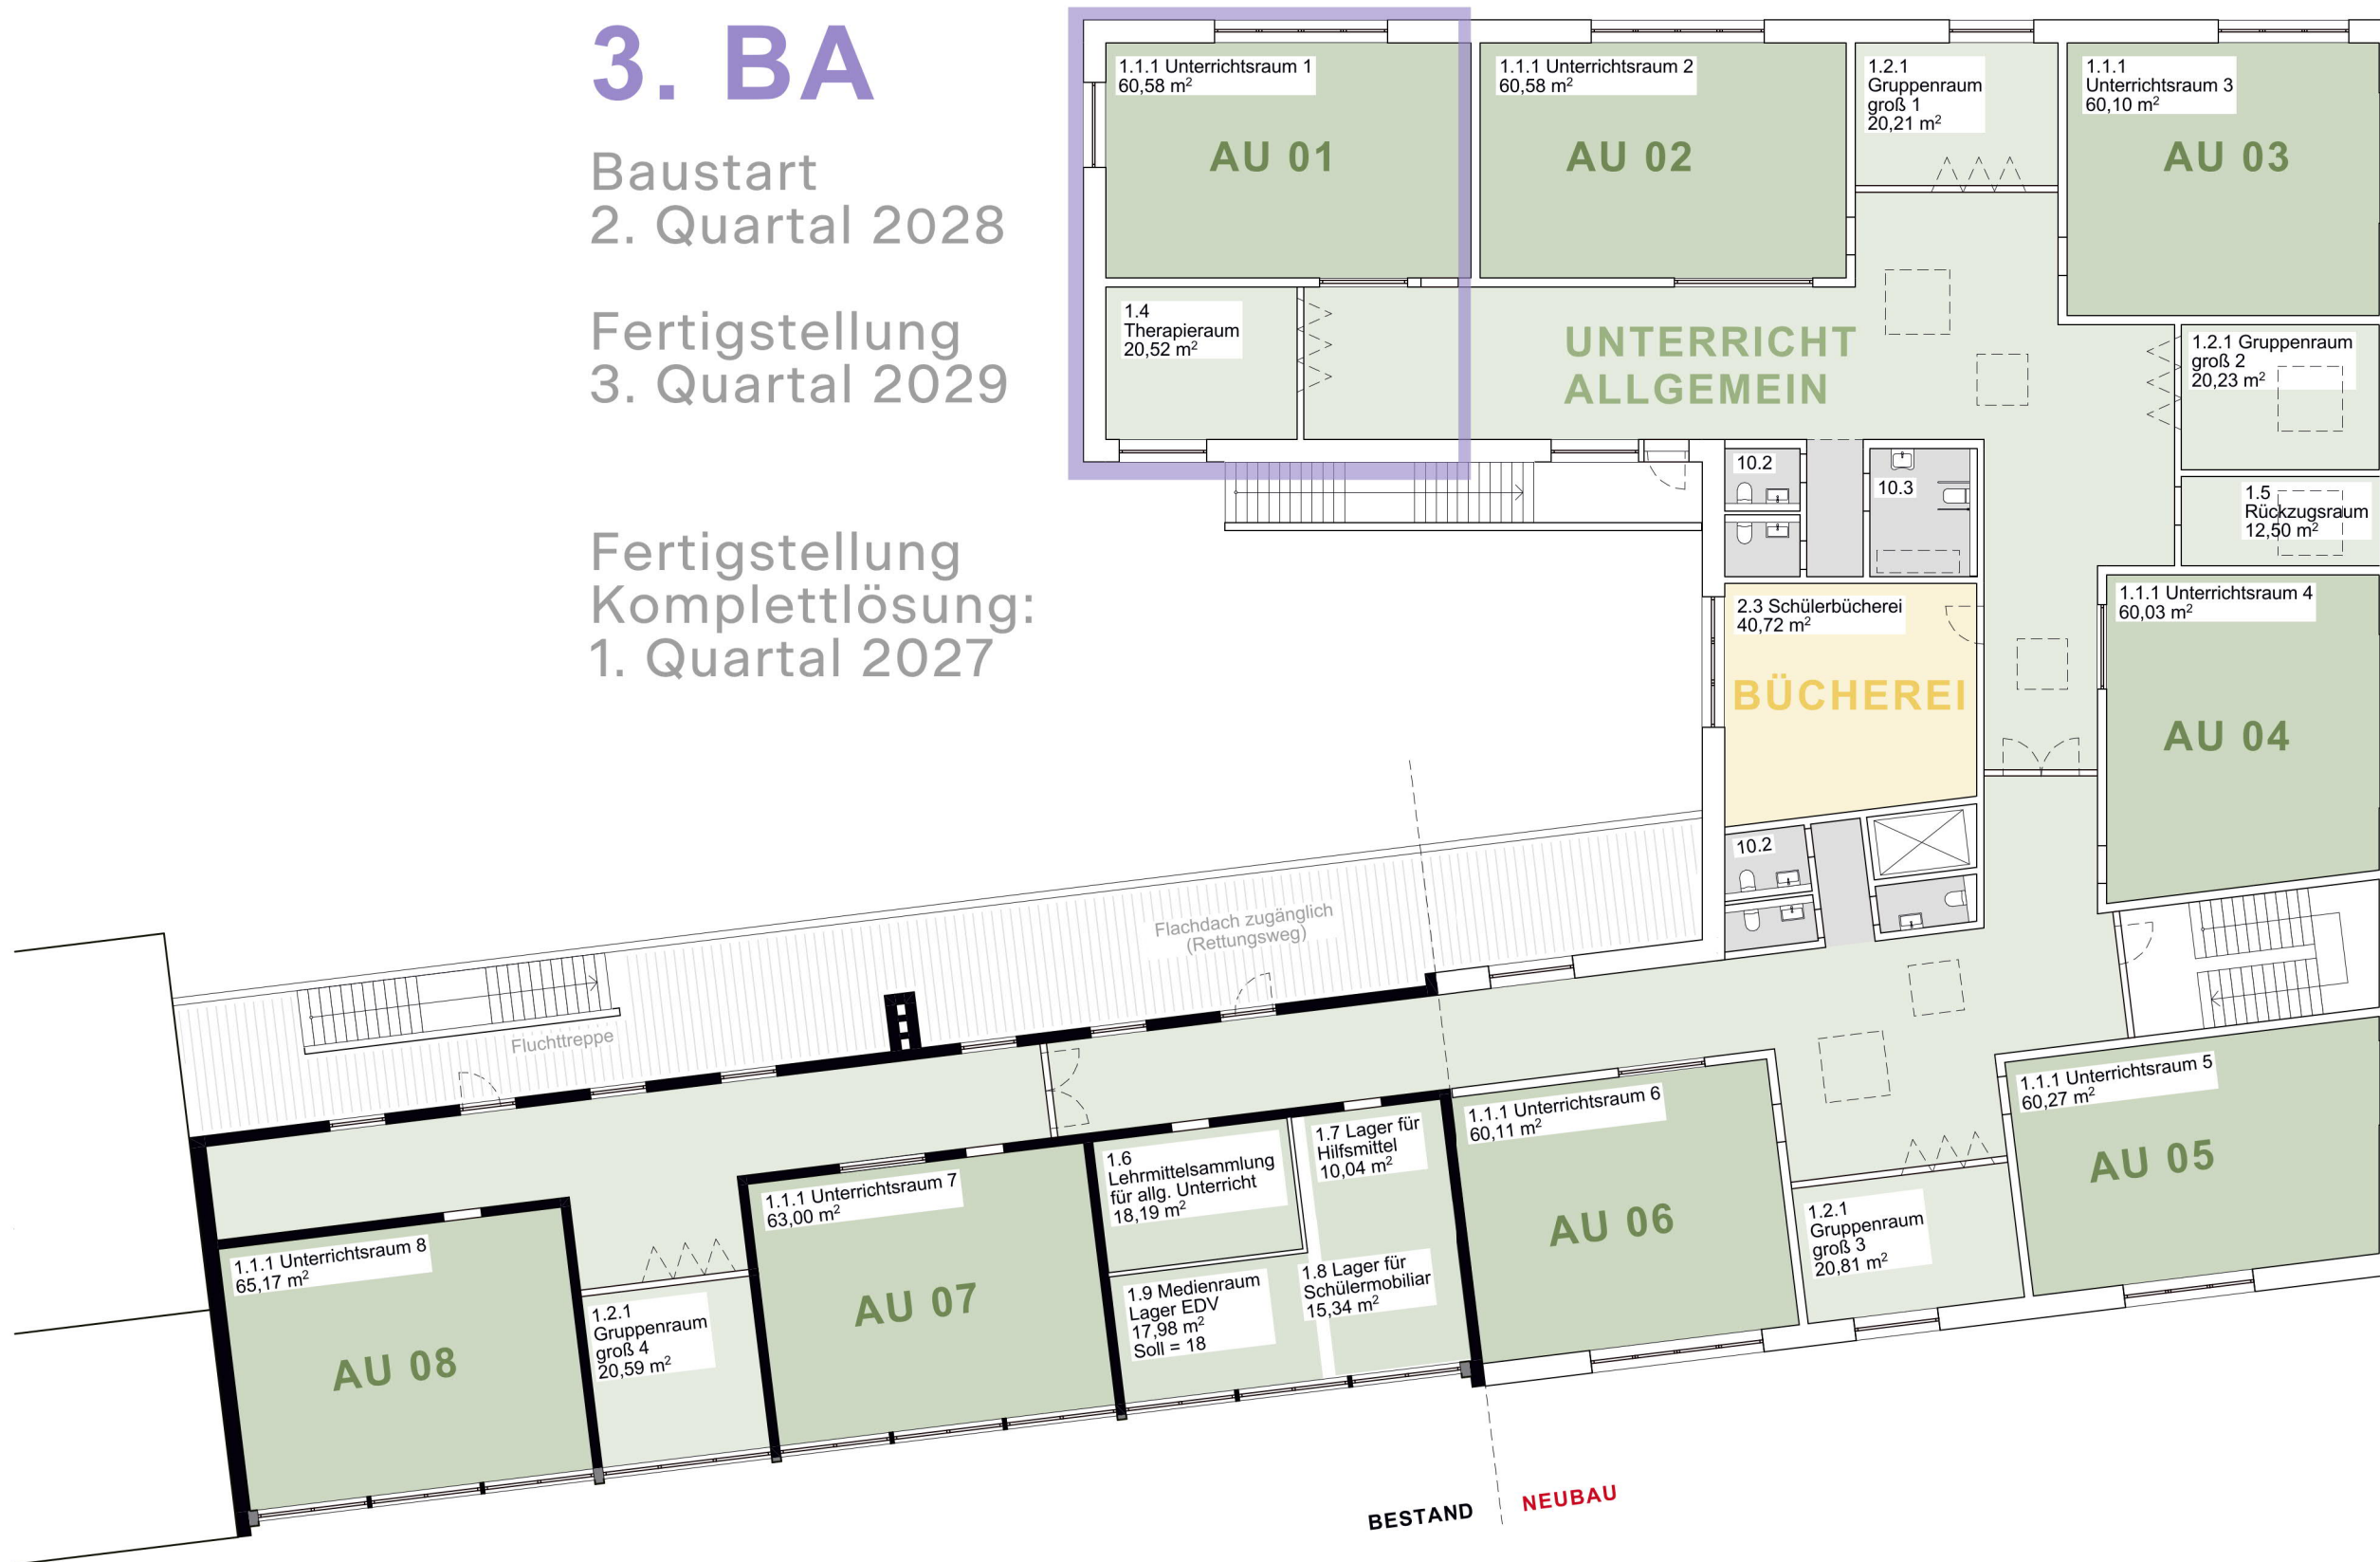 3. BA
Baustart
2. Quartal 2028
Fertigstellung
3. Quartal 2029
Fertigstellung
Komplettlösung:
1. Quartal 2027
1.1.1 Unterrichtsraum 1
60,58 m²
AU 01
1.1.1 Unterrichtsraum 2
60,58 m²
AU 02
1.2.1
Gruppenraum
groß 1
20,21 m²
1.1.1
Unterrichtsraum 3
60,10 m²
AU 03
1.4
Therapieraum
20,52 m²
UNTERRICHT
ALLGEMEIN
1.2.1 Gruppenraum
groß 2
20,23 m²
10.2
10.3
1.5
Rückzugsraum
12,50 m²
2.3 Schülerbücherei
40,72 m²
BÜCHEREI
1.1.1 Unterrichtsraum 4
60,03 m²
AU 04
10.2
Flachdach zugänglich
(Rettungsweg)
Fluchttreppe
1.1.1 Unterrichtsraum 5
60,27 m²
AU 05
1.1.1 Unterrichtsraum 6
60,11 m²
AU 06
1.2.1
Gruppenraum
groß 3
20,81 m²
1.7 Lager für
Hilfsmittel
10,04 m²
1.6
Lehrmittelsammlung
für allg. Unterricht
18,19 m²
1.8 Lager für
Schülermobiliar
15,34 m²
1.9 Medienraum
Lager EDV
17,98 m²
Soll = 18
1.1.1 Unterrichtsraum 7
63,00 m²
AU 07
1.2.1
Gruppenraum
groß 4
20,59 m²
1.1.1 Unterrichtsraum 8
65,17 m²
AU 08
BESTAND
NEUBAU